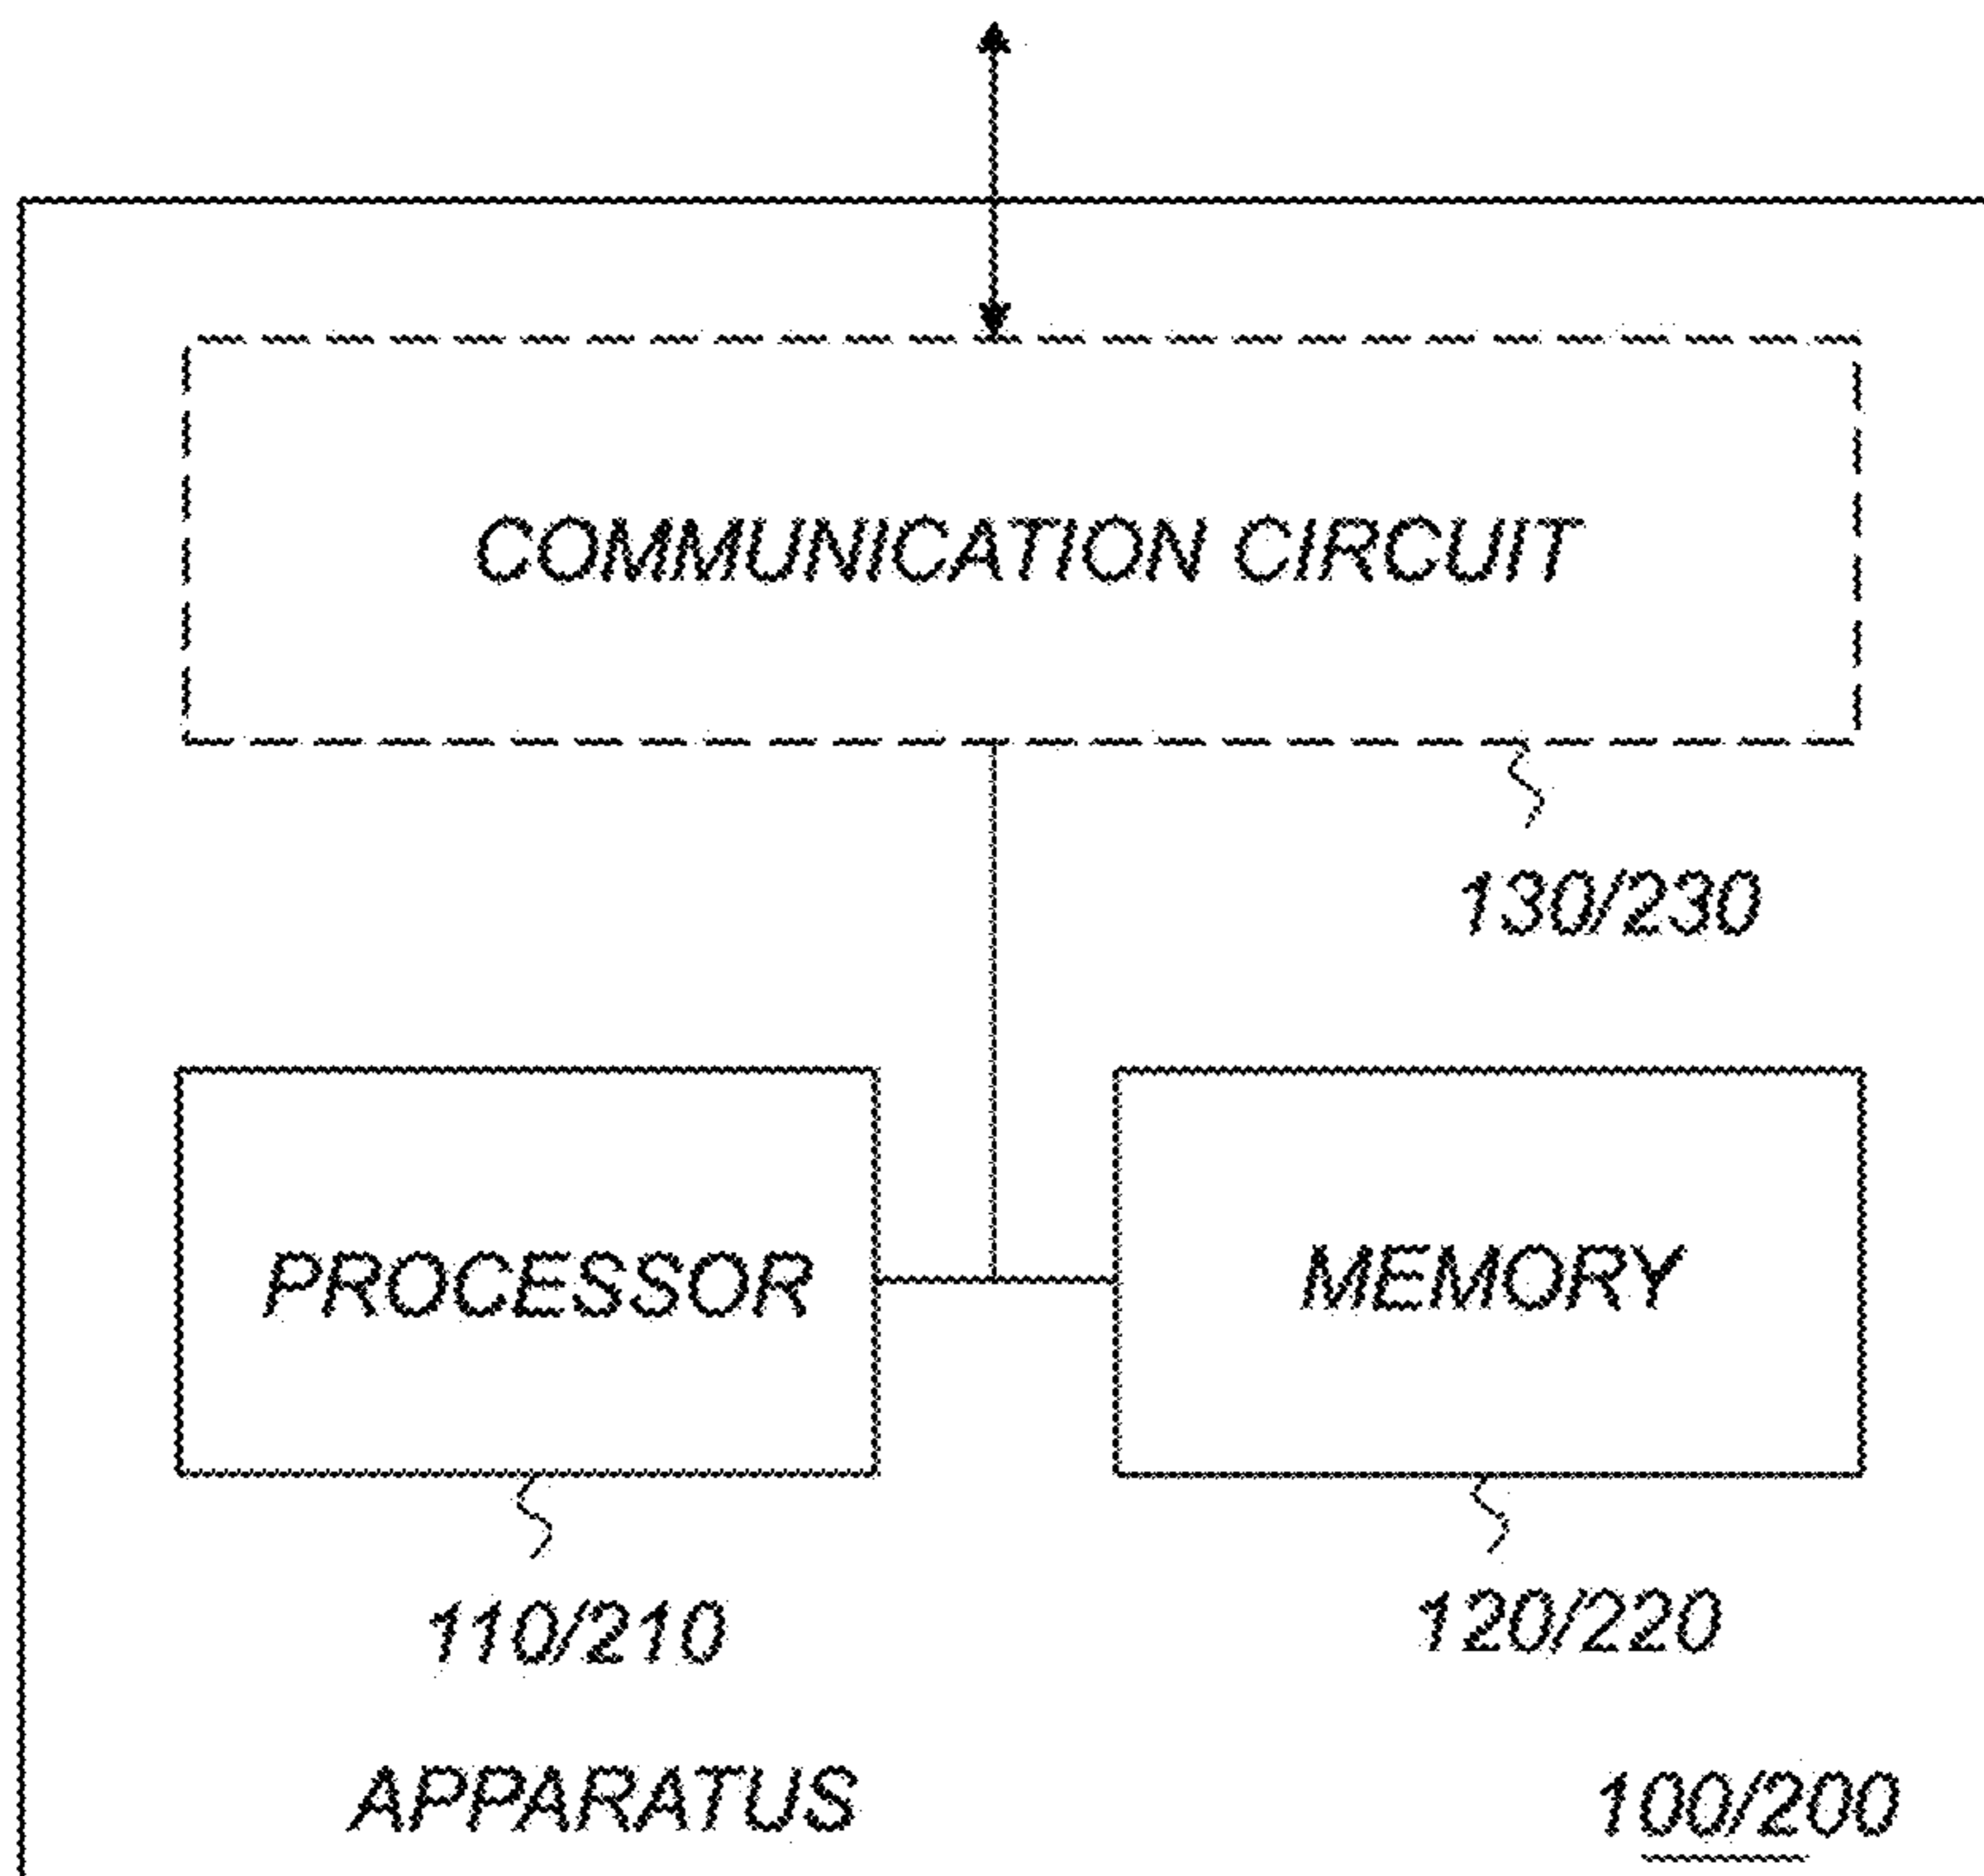 COMMUNICATION CIRCUIT
130/230
PROCESSOR
MEMORY
110/210
120/220
APPARATUS
100/200